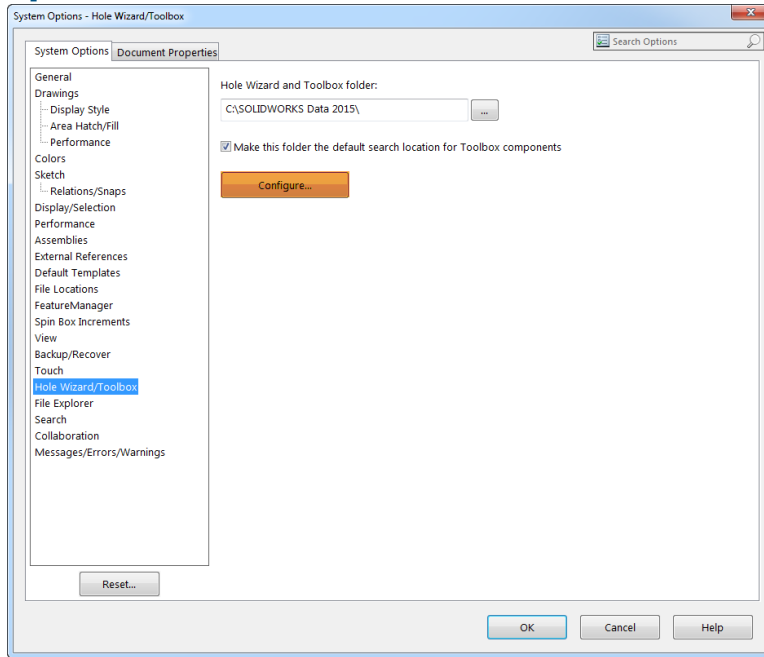 System Options - Hole Wizard/Toolbox
Search Options
System Options
Document Properties
General
Drawings
Display Style
Area Hatch/Fill
Performance
Colors
Sketch
Relations/Snaps
Display/Selection
Performance
Assemblies
External References
Default Templates
File Locations
FeatureManager
Spin Box Increments
View
Backup/Recover
Touch
Hole Wizard/Toolbox
File Explorer
Search
Collaboration
Messages/Errors/Warnings
Reset...
Hole Wizard and Toolbox folder:
C:\SOLIDWORKS Data 2015\
...
Make this folder the default search location for Toolbox components
Configure...
OK
Cancel
Help